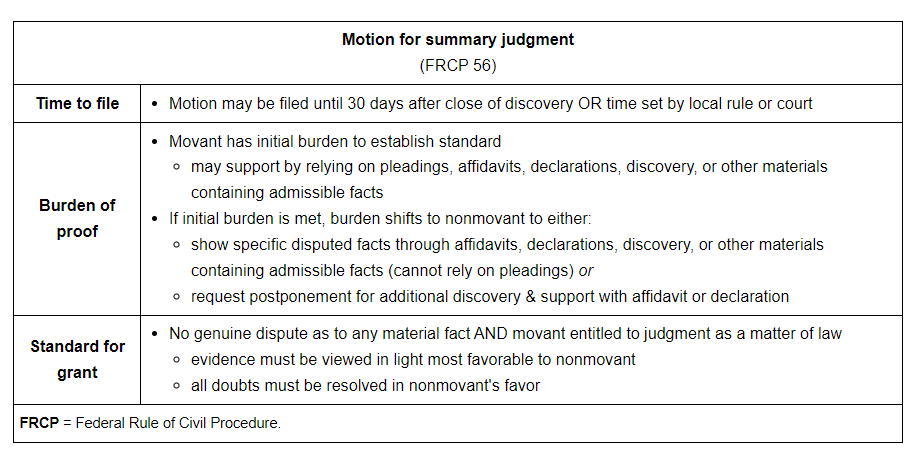 Motion for summary judgment
(FRCP 56)
Time to file
• Motion may be filed until 30 days after close of discovery OR time set by local rule or court
Burden of
proof
• Movant has initial burden to establish standard
○ may support by relying on pleadings, affidavits, declarations, discovery, or other materials
containing admissible facts
• If initial burden is met, burden shifts to nonmovant to either:
○ show specific disputed facts through affidavits, declarations, discovery, or other materials
containing admissible facts (cannot rely on pleadings) or
○ request postponement for additional discovery & support with affidavit or declaration
Standard for
grant
• No genuine dispute as to any material fact AND movant entitled to judgment as a matter of law
○ evidence must be viewed in light most favorable to nonmovant
○ all doubts must be resolved in nonmovant's favor
FRCP = Federal Rule of Civil Procedure.